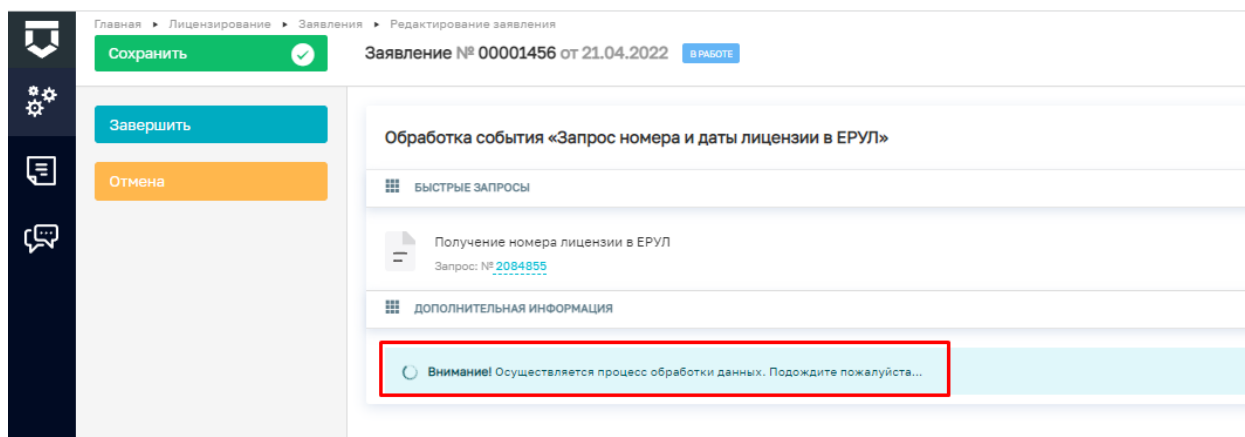 Главная ▸ Лицензирование ▸ Заявления ▸ Редактирование заявления
Сохранить
Заявление № 00001456 от 21.04.2022 В РАБОТЕ
Завершить
Отмена
Обработка события «Запрос номера и даты лицензии в ЕРУЛ»
БЫСТРЫЕ ЗАПРОСЫ
Получение номера лицензии в ЕРУЛ
Запрос: № 2084855
ДОПОЛНИТЕЛЬНАЯ ИНФОРМАЦИЯ
Внимание! Осуществляется процесс обработки данных. Подождите пожалуйста...